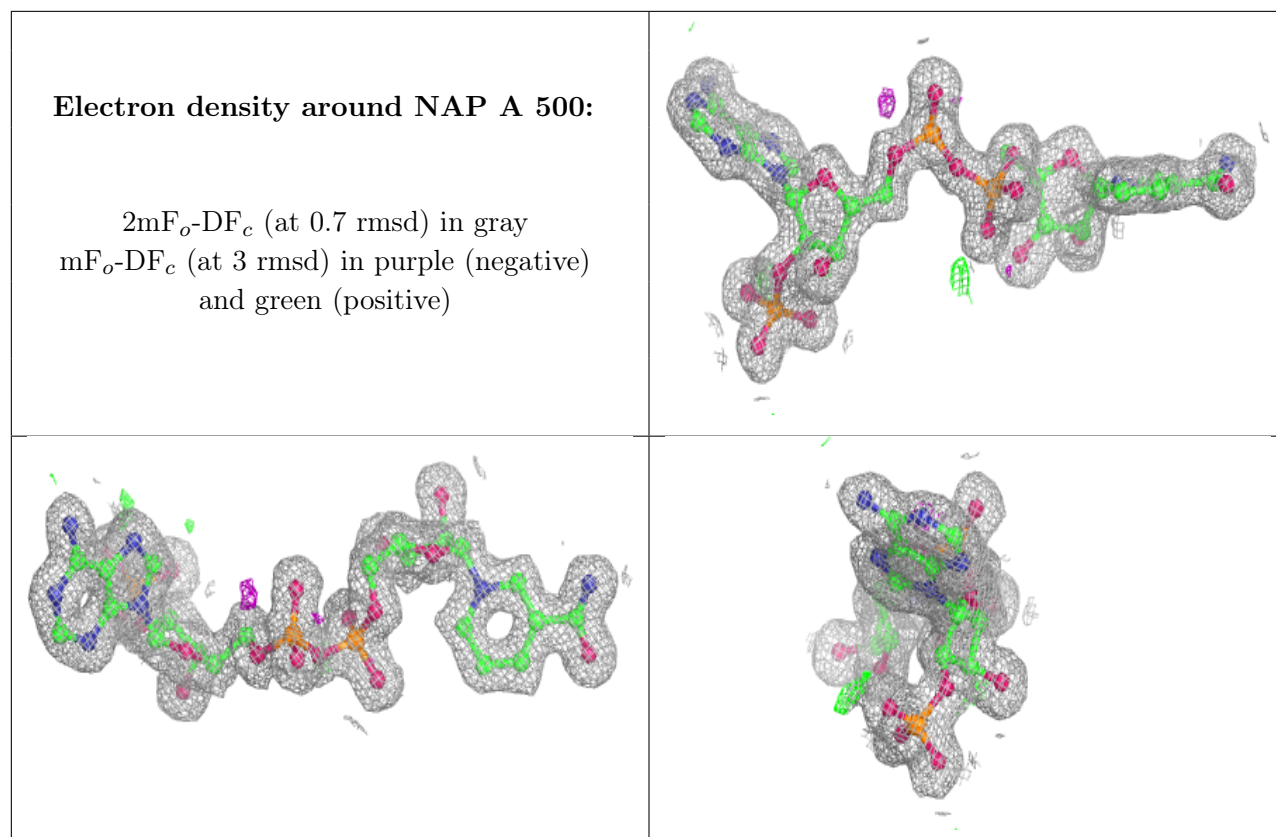 Electron density around NAP A 500:
2mFo-DFc (at 0.7 rmsd) in gray
mFo-DFc (at 3 rmsd) in purple (negative)
and green (positive)